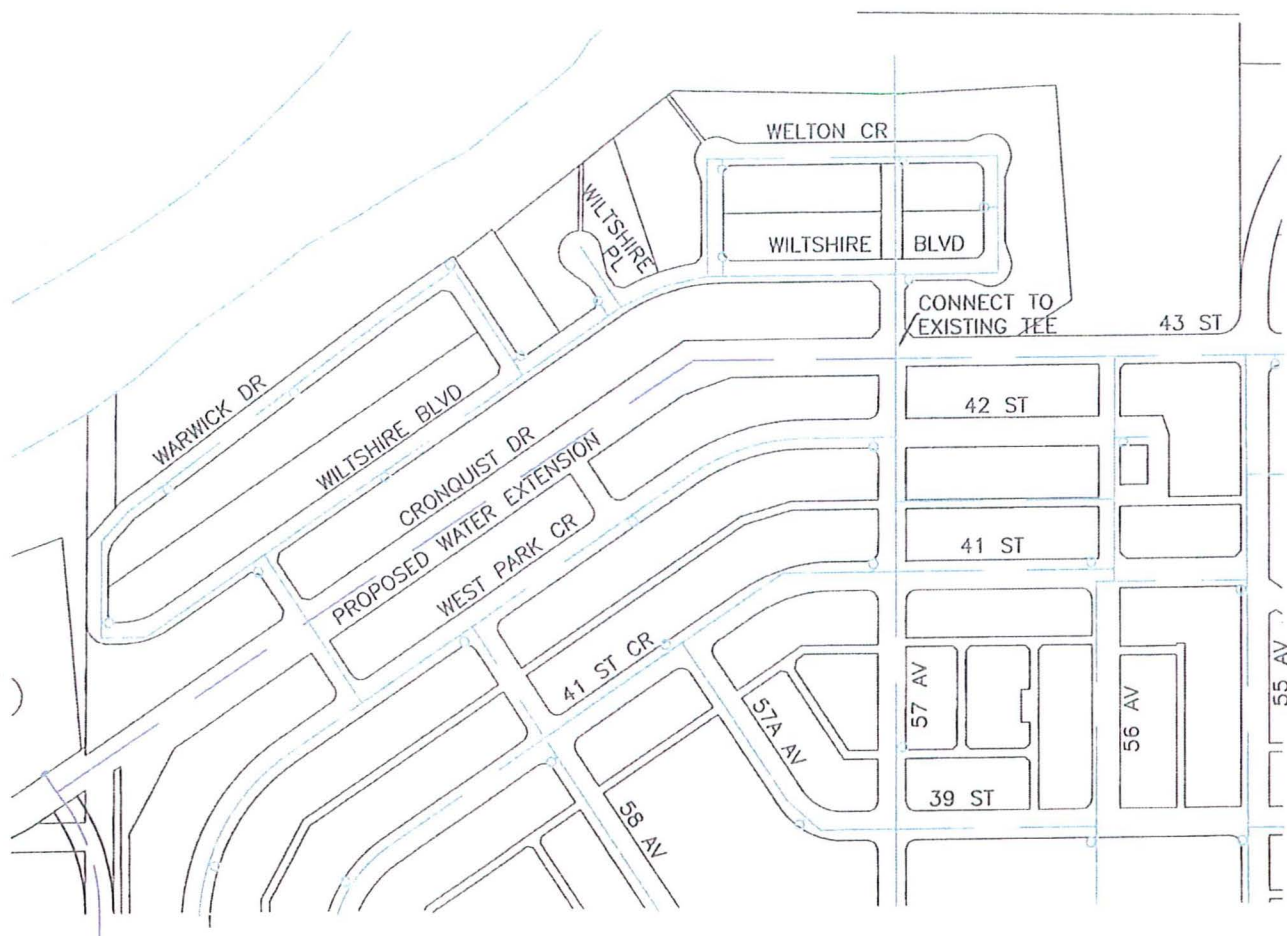 WELTON CR
WILTSHIRE
PL
WILTSHIRE BLVD
CONNECT TO
EXISTING TEE
43 ST
WARWICK DR
WILTSHIRE BLVD
42 ST
CRONQUIST DR
PROPOSED WATER EXTENSION
WEST PARK CR
41 ST
41 ST CR
57A AV
57 AV
56 AV
55 AV
39 ST
58 AV